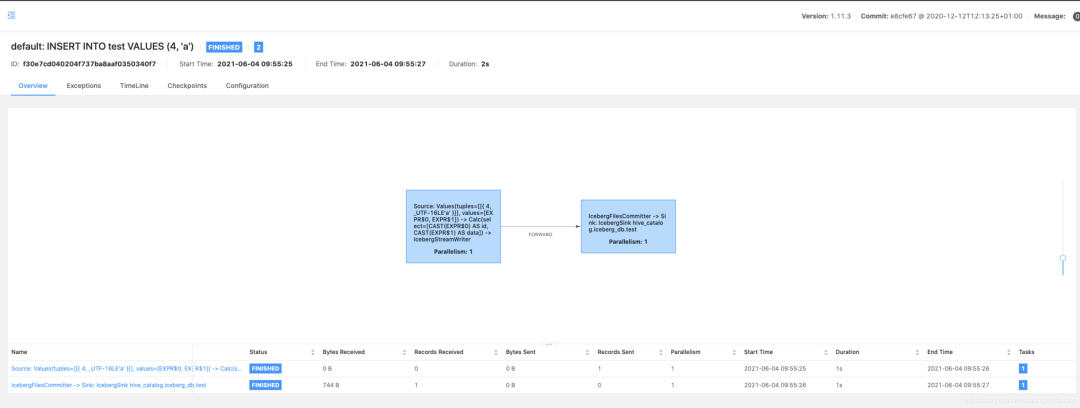 Version: 1.11.3 Commit: e8cfe67 @ 2020-12-12T12:13:25+01:00 Message: 0
default: INSERT INTO test VALUES (4, 'a') FINISHED 2
ID: f30e7cd040204f737ba8aaf0350340f7 Start Time: 2021-06-04 09:55:25 End Time: 2021-06-04 09:55:27 Duration: 2s
Overview Exceptions TimeLine Checkpoints Configuration
Source: Values(tuples=[[{ 4,
_UTF-16LE'a' }]], values=[EX
PR$0, EXPR$1]) -> Calc(sel
ect=[CAST(EXPR$0) AS id,
CAST(EXPR$1) AS data]) ->
IcebergStreamWriter
Parallelism: 1
FORWARD
IcebergFilesCommitter -> Si
nk: IcebergSink hive_catalo
g.iceberg_db.test
Parallelism: 1
Name Status Bytes Received Records Received Bytes Sent Records Sent Parallelism Start Time Duration End Time Tasks
Source: Values(tuples=[[{ 4, _UTF-16LE'a' }]], values=[EXPR$0, EXPR$1]) -> Calc(s... FINISHED 0 B 0 0 B 1 1 2021-06-04 09:55:25 1s 2021-06-04 09:55:26 1
IcebergFilesCommitter -> Sink: IcebergSink hive_catalog.iceberg_db.test FINISHED 744 B 1 0 B 0 1 2021-06-04 09:55:26 1s 2021-06-04 09:55:27 1